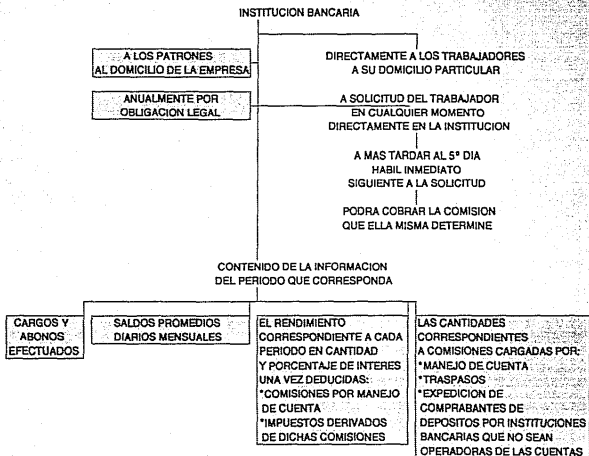 INSTITUCION BANCARIA
A LOS PATRONES
AL DOMICILIO DE LA EMPRESA
DIRECTAMENTE A LOS TRABAJADORES
A SU DOMICILIO PARTICULAR
ANUALMENTE POR
OBLIGACION LEGAL
A SOLICITUD DEL TRABAJADOR
EN CUALQUIER MOMENTO
DIRECTAMENTE EN LA INSTITUCION
A MAS TARDAR AL 5º DIA
HABIL INMEDIATO
SIGUIENTE A LA SOLICITUD
PODRA COBRAR LA COMISION
QUE ELLA MISMA DETERMINE
CONTENIDO DE LA INFORMACION
DEL PERIODO QUE CORRESPONDA
CARGOS Y
ABONOS
EFECTUADOS
SALDOS PROMEDIOS
DIARIOS MENSUALES
EL RENDIMIENTO
CORRESPONDIENTE A CADA
PERIODO EN CANTIDAD
Y PORCENTAJE DE INTERES
UNA VEZ DEDUCIDAS:
*COMISIONES POR MANEJO
DE CUENTA
*IMPUESTOS DERIVADOS
DE DICHAS COMISIONES
LAS CANTIDADES
CORRESPONDIENTES
A COMISIONES CARGADAS POR:
*MANEJO DE CUENTA
*TRASPASOS
*EXPEDICION DE
COMPRABANTES DE
DEPOSITOS POR INSTITUCIONES
BANCARIAS QUE NO SEAN
OPERADORAS DE LAS CUENTAS